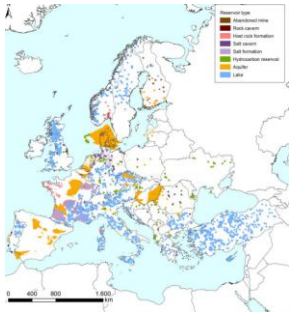 Reservoir type
Abandoned mine
Rock cavern
Host rock formation
Salt cavern
Salt formation
Hydrocarbon reservoir
Aquifer
Lake
0 400 800 1.600
km